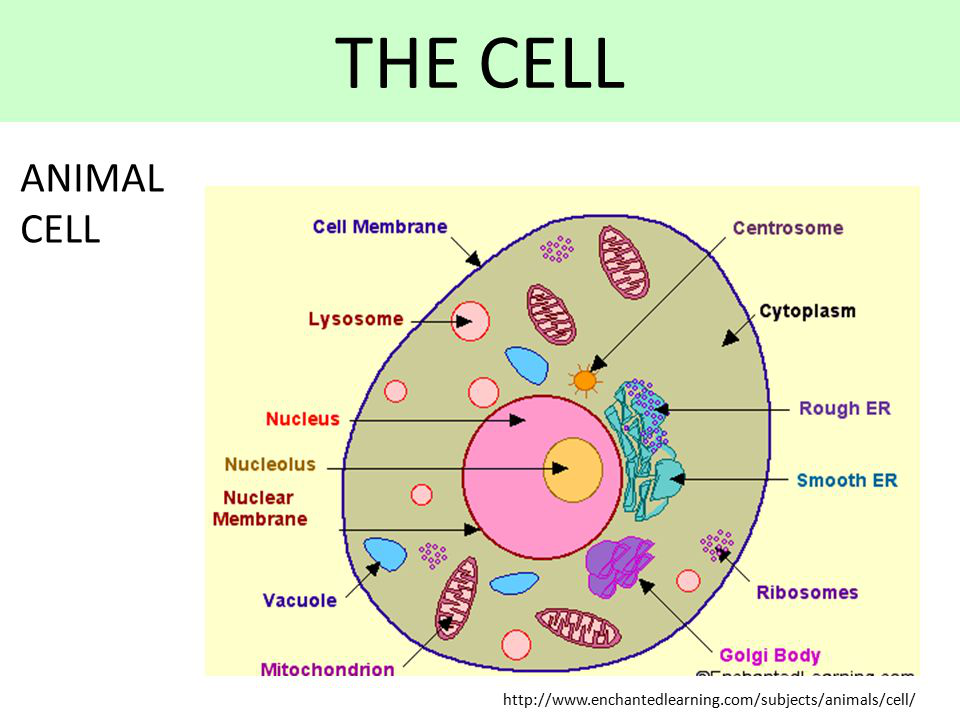 THE CELL
ANIMAL
CELL
Cell Membrane
Centrosome
Lysosome
Cytoplasm
Nucleus
Rough ER
Nucleolus
Smooth ER
Nuclear
Membrane
Vacuole
Ribosomes
Mitochondrion
Golgi Body
©EnchantedLearning.com
http://www.enchantedlearning.com/subjects/animals/cell/